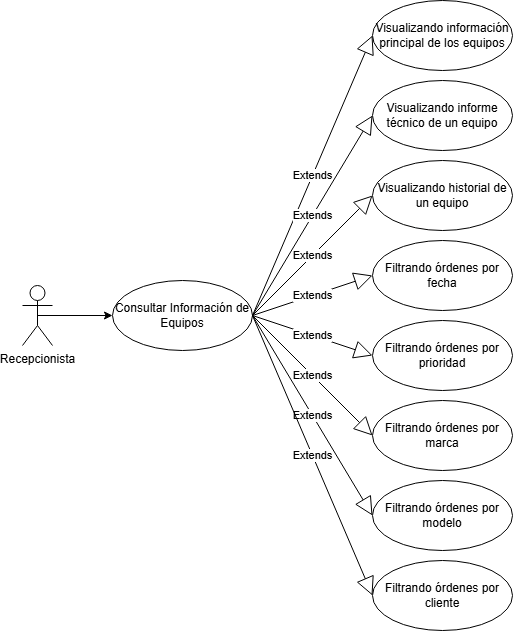 Visualizando información
principal de los equipos
Visualizando informe
técnico de un equipo
Extends
Visualizando historial de
un equipo
Extends
Extends
Filtrando órdenes por
fecha
Extends
Consultar Información de
Equipos
Recepcionista
Extends
Filtrando órdenes por
prioridad
Extends
Extends
Filtrando órdenes por
marca
Extends
Filtrando órdenes por
modelo
Filtrando órdenes por
cliente